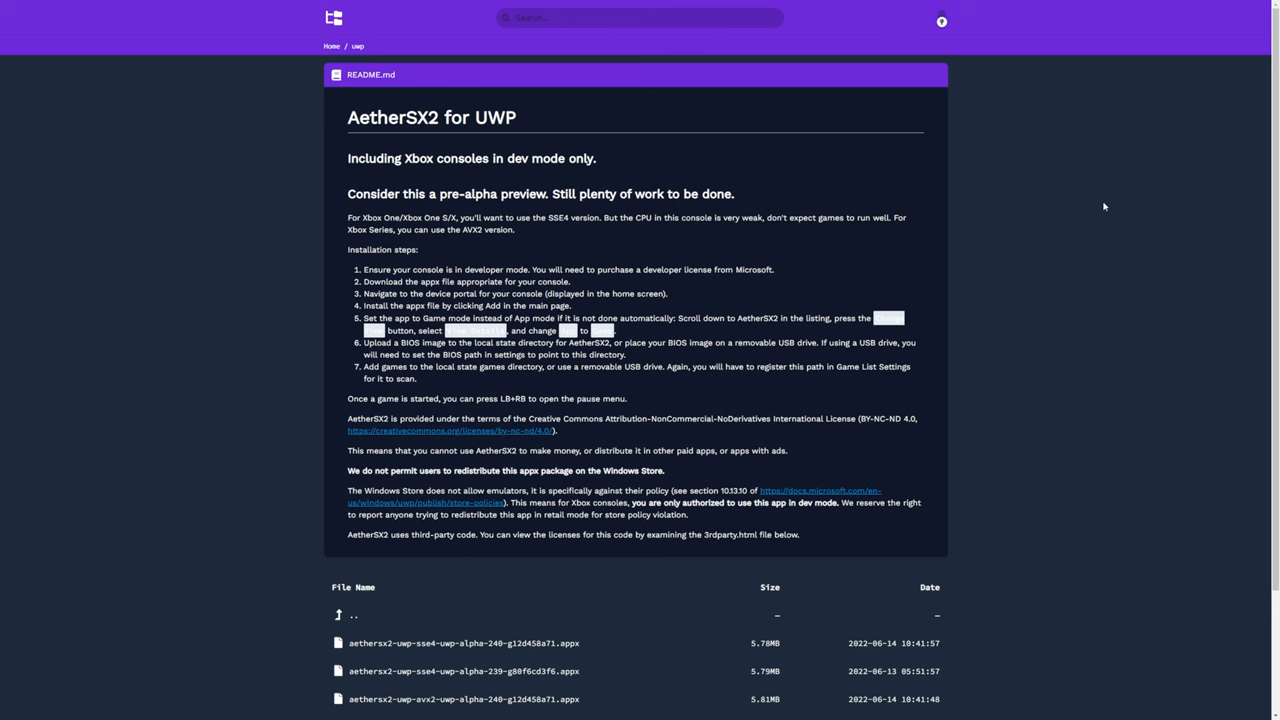 Search...
Home / uwp
README.md
AetherSX2 for UWP
Including Xbox consoles in dev mode only.
Consider this a pre-alpha preview. Still plenty of work to be done.
For Xbox One/Xbox One S/X, you'll want to use the SSE4 version. But the CPU in this console is very weak, don't expect games to run well. For
Xbox Series, you can use the AVX2 version.
Installation steps:
1. Ensure your console is in developer mode. You will need to purchase a developer license from Microsoft.
2. Download the appx file appropriate for your console.
3. Navigate to the device portal for your console (displayed in the home screen).
4. Install the appx file by clicking Add in the main page.
5. Set the app to Game mode instead of App mode if it is not done automatically: Scroll down to AetherSX2 in the listing, press the Change
View button, select View Details, and change App to Game.
6. Upload a BIOS image to the local state directory for AetherSX2, or place your BIOS image on a removable USB drive. If using a USB drive, you
will need to set the BIOS path in settings to point to this directory.
7. Add games to the local state games directory, or use a removable USB drive. Again, you will have to register this path in Game List Settings
for it to scan.
Once a game is started, you can press LB+RB to open the pause menu.
AetherSX2 is provided under the terms of the Creative Commons Attribution-NonCommercial-NoDerivatives International License (BY-NC-ND 4.0,
https://creativecommons.org/licenses/by-nc-nd/4.0/).
This means that you cannot use AetherSX2 to make money, or distribute it in other paid apps, or apps with ads.
We do not permit users to redistribute this appx package on the Windows Store.
The Windows Store does not allow emulators, it is specifically against their policy (see section 10.13.10 of https://docs.microsoft.com/en-
us/windows/uwp/publish/store-policies). This means for Xbox consoles, you are only authorized to use this app in dev mode. We reserve the right
to report anyone trying to redistribute this app in retail mode for store policy violation.
AetherSX2 uses third-party code. You can view the licenses for this code by examining the 3rdparty.html file below.
File Name Size Date
.. – –
aethersx2-uwp-sse4-uwp-alpha-240-g12d458a71.appx 5.78MB 2022-06-14 10:41:57
aethersx2-uwp-sse4-uwp-alpha-239-g80f6cd3f6.appx 5.79MB 2022-06-13 05:51:57
aethersx2-uwp-avx2-uwp-alpha-240-g12d458a71.appx 5.81MB 2022-06-14 10:41:48